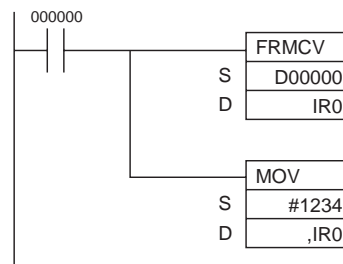 000000
FRMCV
S D00000
D IR0
MOV
S #1234
D ,IR0